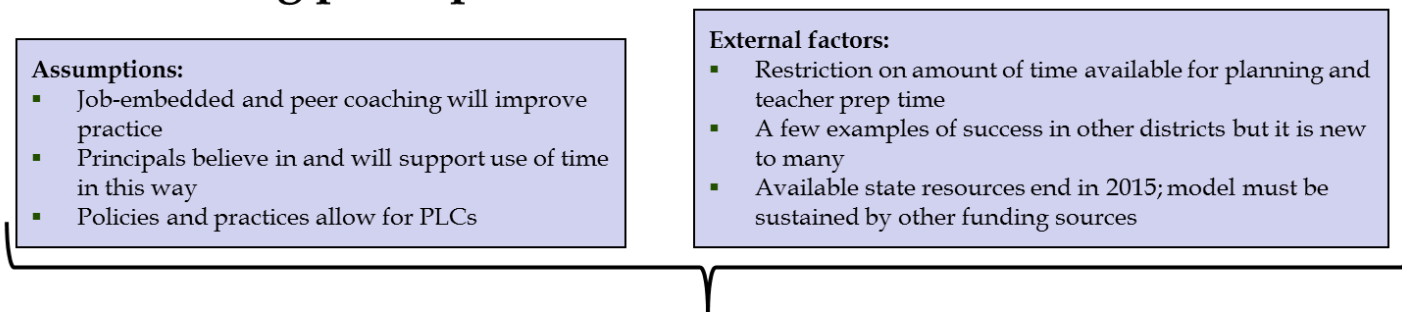 Assumptions:
▪ Job-embedded and peer coaching will improve
practice
▪ Principals believe in and will support use of time
in this way
▪ Policies and practices allow for PLCs
External factors:
▪ Restriction on amount of time available for planning and
teacher prep time
▪ A few examples of success in other districts but it is new
to many
▪ Available state resources end in 2015; model must be
sustained by other funding sources